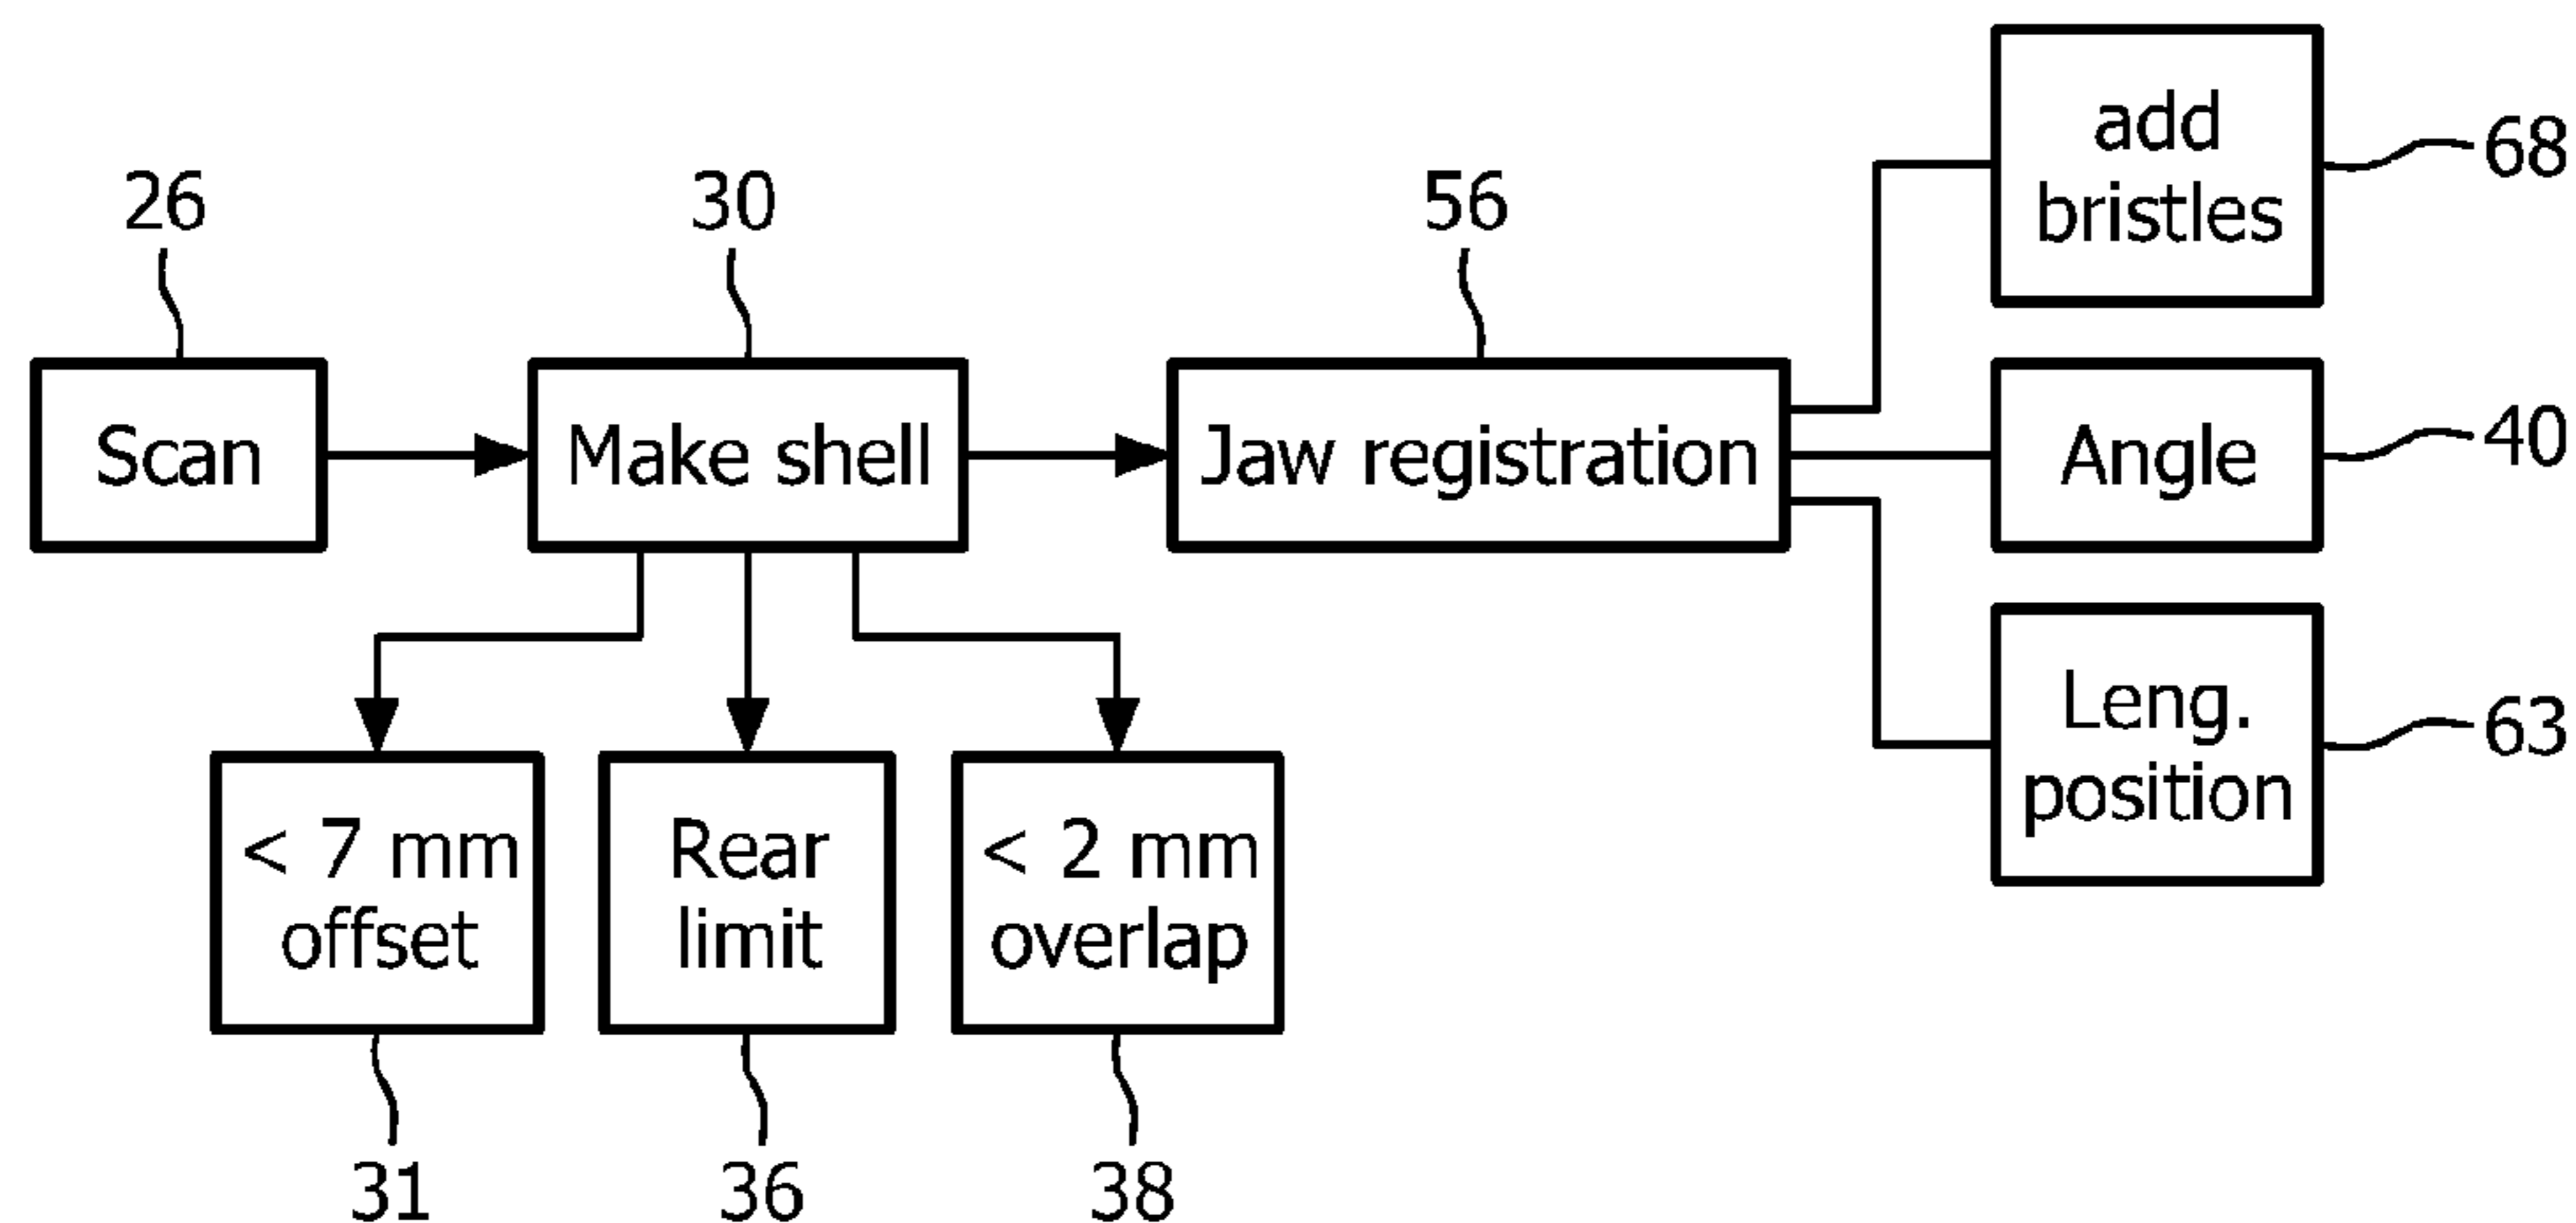 26
30
56
Scan
Make shell
Jaw registration
add
bristles
68
Angle
40
Leng.
position
63
< 7 mm
offset
Rear
limit
< 2 mm
overlap
31
36
38